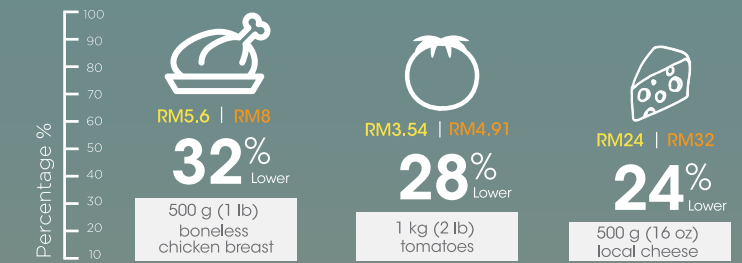 Percentage %
100
90
80
70
60
50
40
30
20
10
RM5.6 | RM8
32% Lower
500 g (1 lb)
boneless
chicken breast
RM3.54 | RM4.91
28% Lower
1 kg (2 lb)
tomatoes
RM24 | RM32
24% Lower
500 g (16 oz)
local cheese